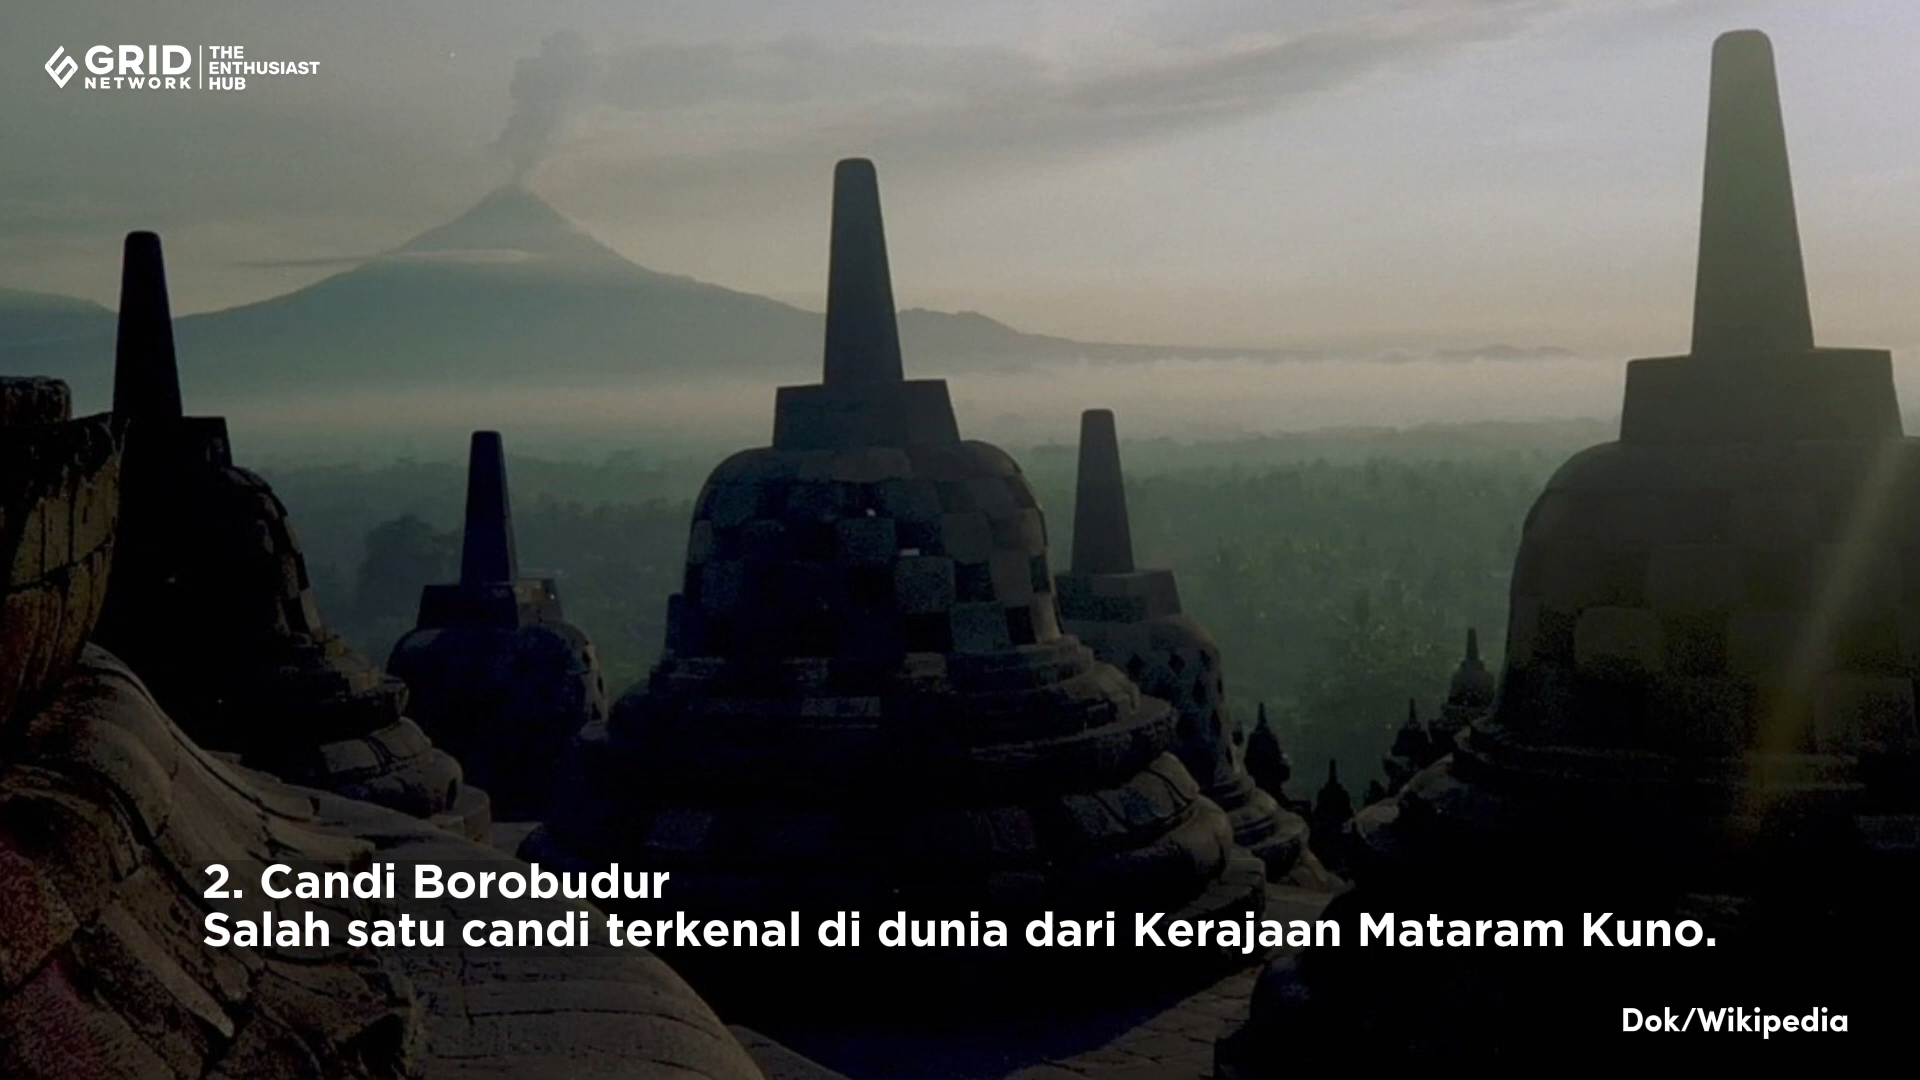 GRID
NETWORK
THE
ENTHUSIAST
HUB
2. Candi Borobudur
Salah satu candi terkenal di dunia dari Kerajaan Mataram Kuno.
Dok/Wikipedia